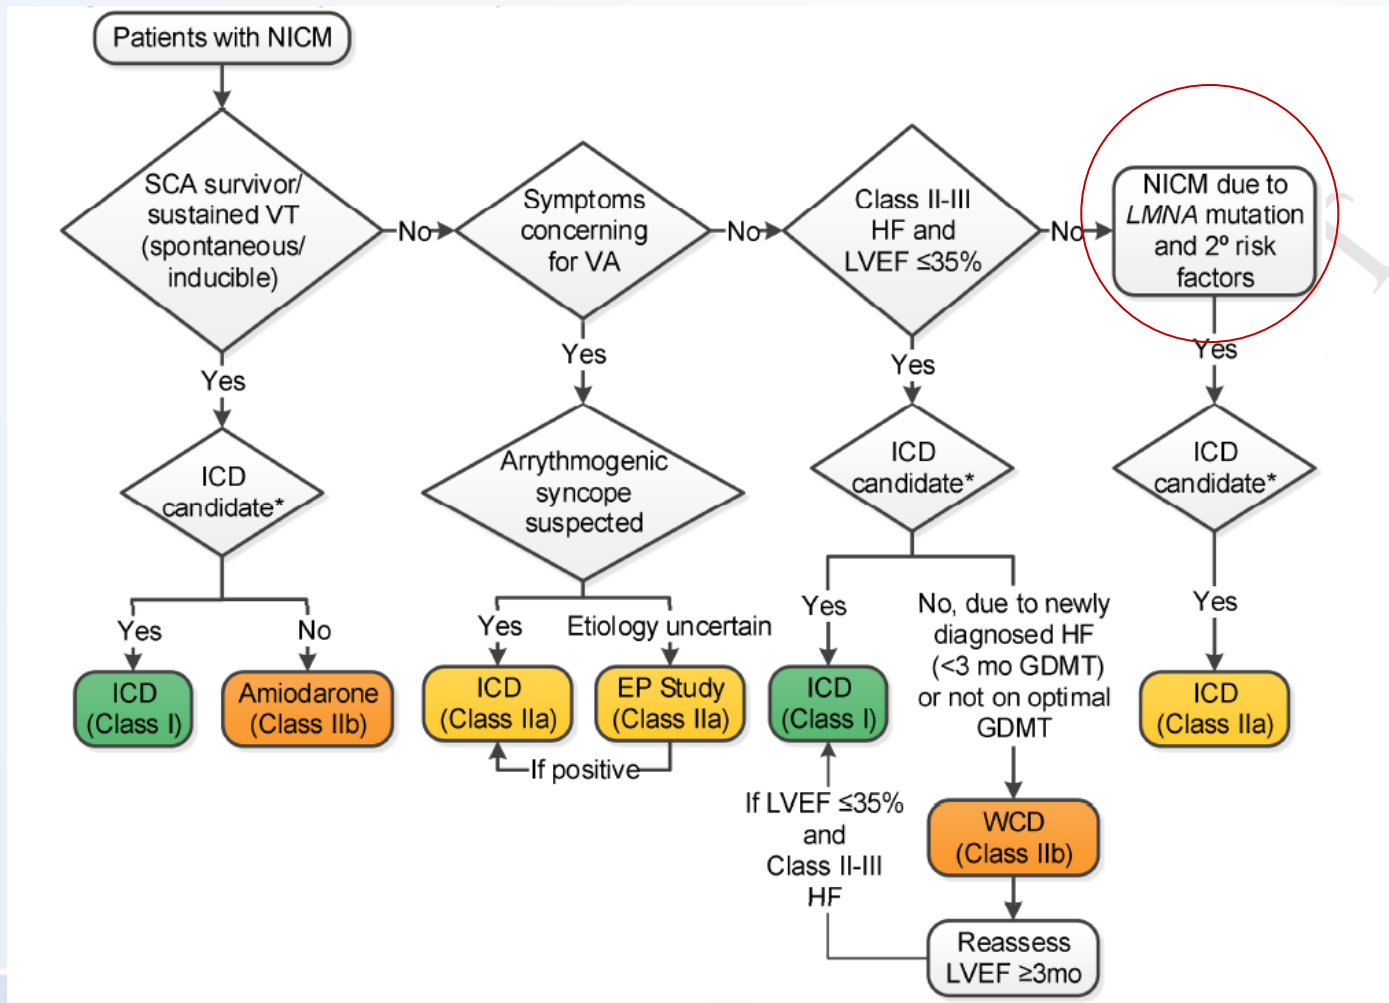 Patients with NICM
SCA survivor/
sustained VT
(spontaneous/
inducible)
No
Symptoms
concerning
for VA
No
Class II-III
HF and
LVEF ≤35%
No
NICM due to
LMNA mutation
and 2º risk
factors
Yes
Yes
Yes
Yes
ICD
candidate*
Arrythmogenic
syncope
suspected
ICD
candidate*
ICD
candidate*
Yes
No
Yes
Etiology uncertain
Yes
No, due to newly
diagnosed HF
(<3 mo GDMT)
or not on optimal
GDMT
Yes
ICD
(Class I)
Amiodarone
(Class IIb)
ICD
(Class IIa)
EP Study
(Class IIa)
If positive
ICD
(Class I)
ICD
(Class IIa)
If LVEF ≤35%
and
Class II-III
HF
WCD
(Class IIb)
Reassess
LVEF ≥3mo